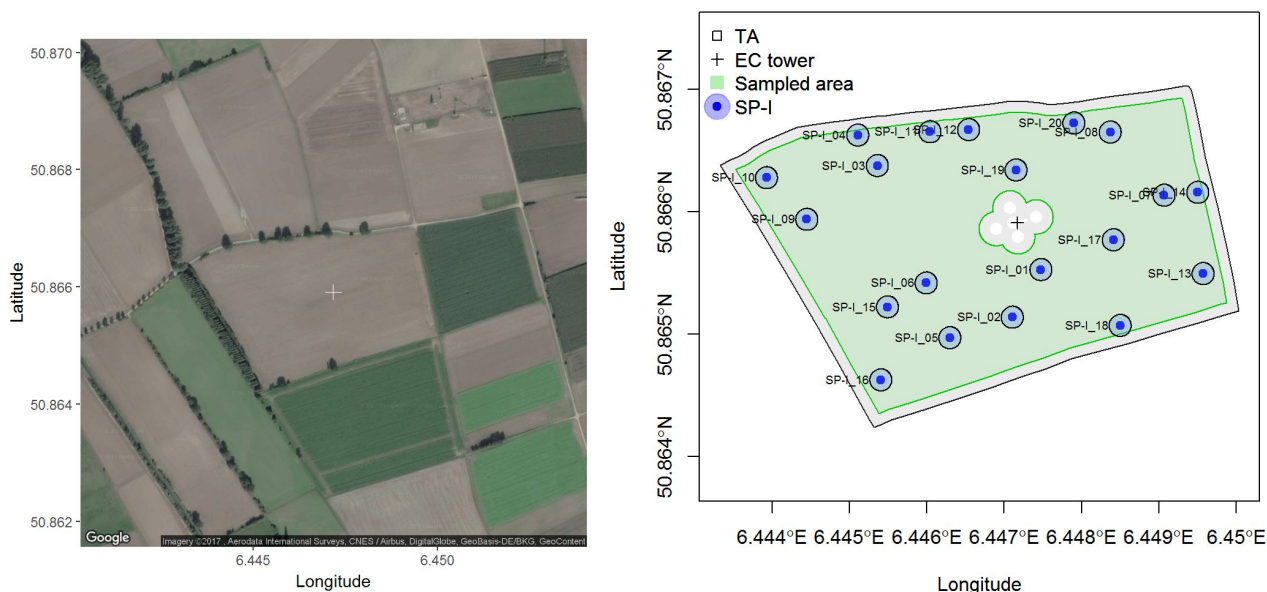 50.870
50.868
50.866
50.864
50.862
Latitude
6.445
6.450
Longitude
Google
Imagery ©2017 , Aerodata International Surveys, CNES / Airbus, DigitalGlobe, GeoBasis-DE/BKG, GeoContent
TA
EC tower
Sampled area
SP-I
50.867°N
50.866°N
50.865°N
50.864°N
Latitude
SP-I_20
SP-I_08
SP-I_04
SP-I_11
SP-I_12
SP-I_03
SP-I_19
SP-I_10
SP-I_07
SP-I_14
SP-I_09
SP-I_17
SP-I_01
SP-I_13
SP-I_06
SP-I_15
SP-I_02
SP-I_18
SP-I_05
SP-I_16
6.444°E
6.445°E
6.446°E
6.447°E
6.448°E
6.449°E
6.45°E
Longitude